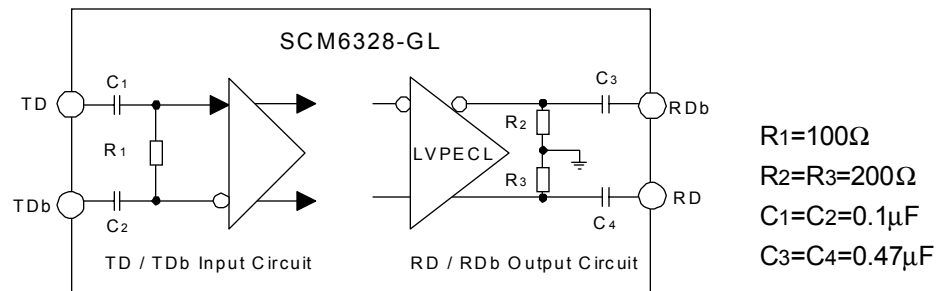 SCM6328-GL
C1
C3
TD
RDb
R2
R1
LVPECL
R3
TDb
RD
C2
C4
TD / TDb Input Circuit
RD / RDb Output Circuit
R1=100Ω
R2=R3=200Ω
C1=C2=0.1μF
C3=C4=0.47μF